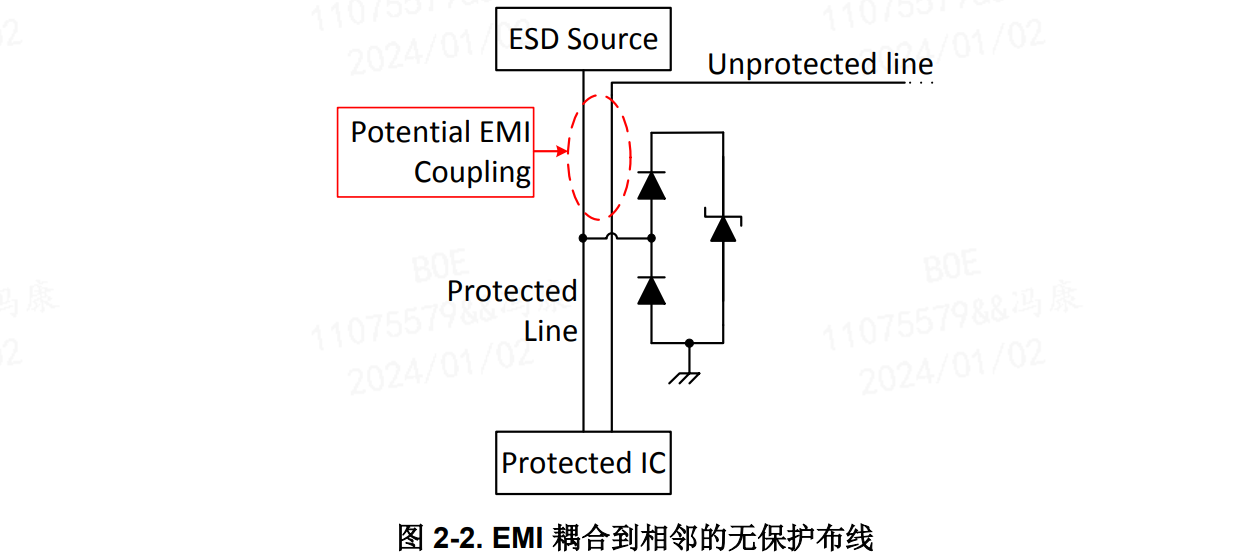 11075579&&冯康
2024/01/02
ESD Source
Unprotected line
Potential EMI
Coupling
BOE
11075579&&冯康
2024/01/02
BOE
11075579&&冯康
2024/01/02
Protected
Line
Protected IC
图 2-2. EMI 耦合到相邻的无保护布线